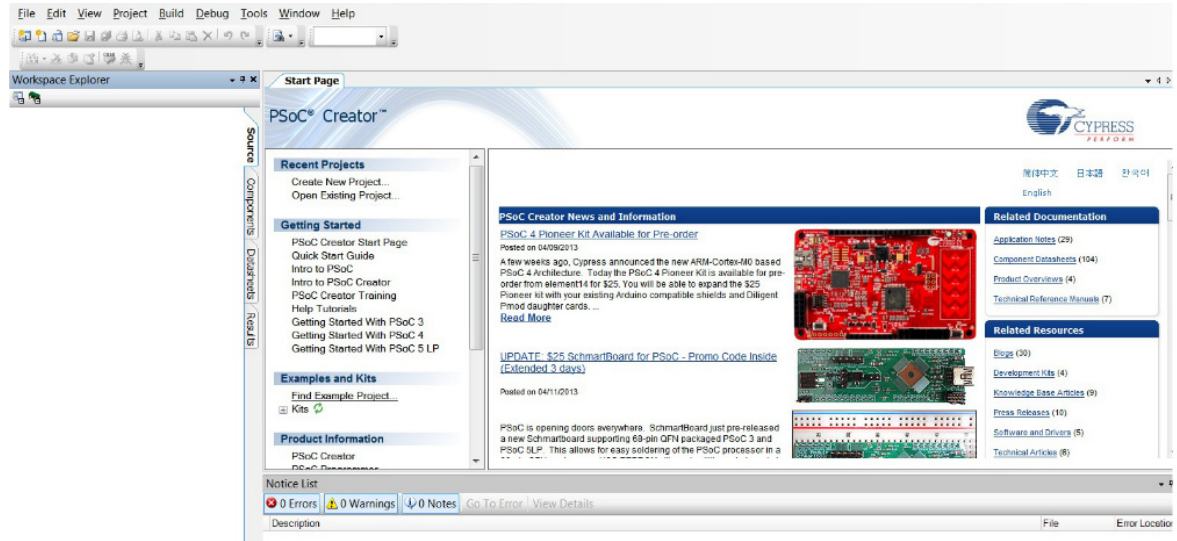 File Edit View Project Build Debug Tools Window Help
Workspace Explorer
Source
Components
Datasheets
Results
Start Page
PSoC® Creator™
CYPRESS
PERFORM
Recent Projects
Create New Project...
Open Existing Project...
Getting Started
PSoC Creator Start Page
Quick Start Guide
Intro to PSoC
Intro to PSoC Creator
PSoC Creator Training
Help Tutorials
Getting Started With PSoC 3
Getting Started With PSoC 4
Getting Started With PSoC 5 LP
Examples and Kits
Find Example Project...
Kits
Product Information
PSoC Creator
PSoC Programmer
简体中文 日本語 한국어
English
PSoC Creator News and Information
PSoC 4 Pioneer Kit Available for Pre-order
Posted on 04/09/2013
A few weeks ago, Cypress announced the new ARM-Cortex-M0 based
PSoC 4 Architecture. Today the PSoC 4 Pioneer Kit is available for pre-
order from element14 for $25. You will be able to expand the $25
Pioneer kit with your existing Arduino compatible shields and Diligent
Pmod daughter cards. ...
Read More
UPDATE: $25 SchmartBoard for PSoC - Promo Code Inside
(Extended 3 days)
Posted on 04/11/2013
PSoC is opening doors everywhere. SchmartBoard just pre-released
a new Schmartboard supporting 68-pin QFN packaged PSoC 3 and
PSoC 5LP. This allows for easy soldering of the PSoC processor in a
Related Documentation
Application Notes (29)
Component Datasheets (104)
Product Overviews (4)
Technical Reference Manuals (7)
Related Resources
Blogs (30)
Development Kits (4)
Knowledge Base Articles (9)
Press Releases (10)
Software and Drivers (5)
Technical Articles (6)
Notice List
0 Errors 0 Warnings 0 Notes Go To Error View Details
Description File Error Location